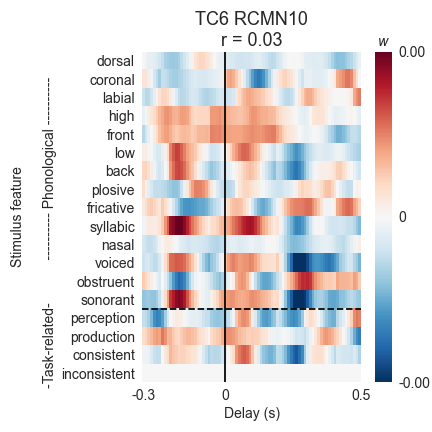 TC6 RCMN10
r = 0.03
w
dorsal
coronal
labial
high
front
low
back
plosive
fricative
syllabic
nasal
voiced
obstruent
sonorant
perception
production
consistent
inconsistent
Stimulus feature
-Task-related- ---------- Phonological ----------
0.00
0
-0.00
-0.3 0 0.5
Delay (s)